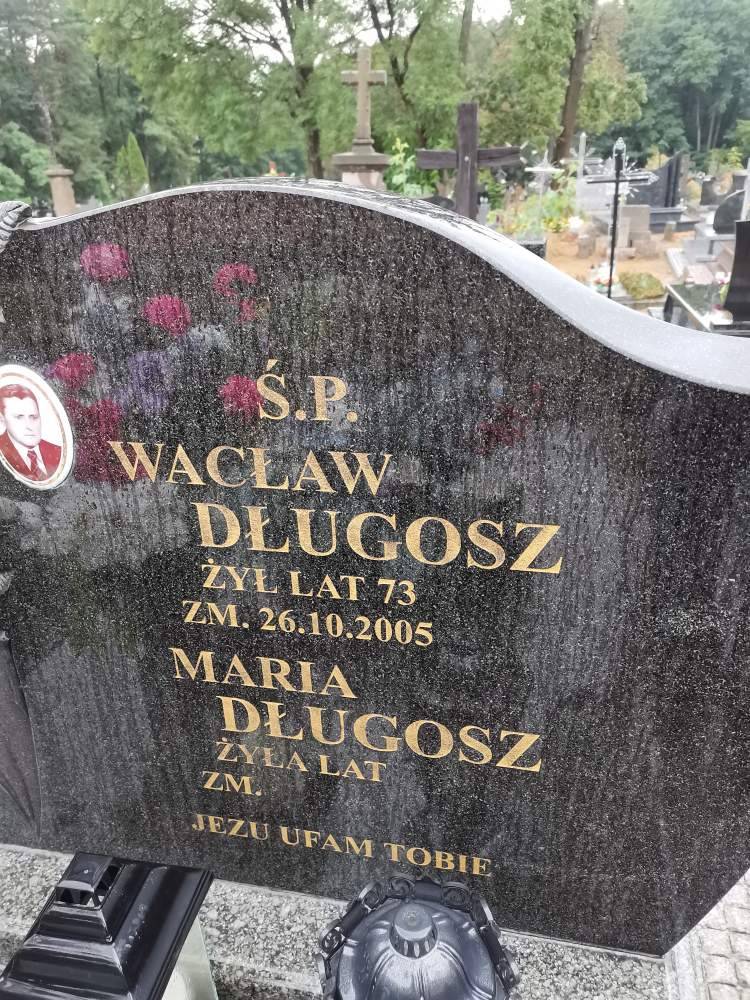 Ś.P.
WACŁAW
DŁUGOSZ
ŻYŁ LAT 73
ZM. 26.10.2005
MARIA
DŁUGOSZ
ŻYŁA LAT
ZM.
JEZU UFAM TOBIE